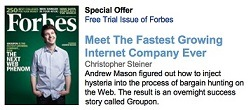 250 BEST
Forbes
THE
NEXT
WEB
PHENOM
Special Offer
Free Trial Issue of Forbes
Meet The Fastest Growing
Internet Company Ever
Christopher Steiner
Andrew Mason figured out how to inject
hysteria into the process of bargain hunting
on the Web. The result is an overnight success
story called Groupon.